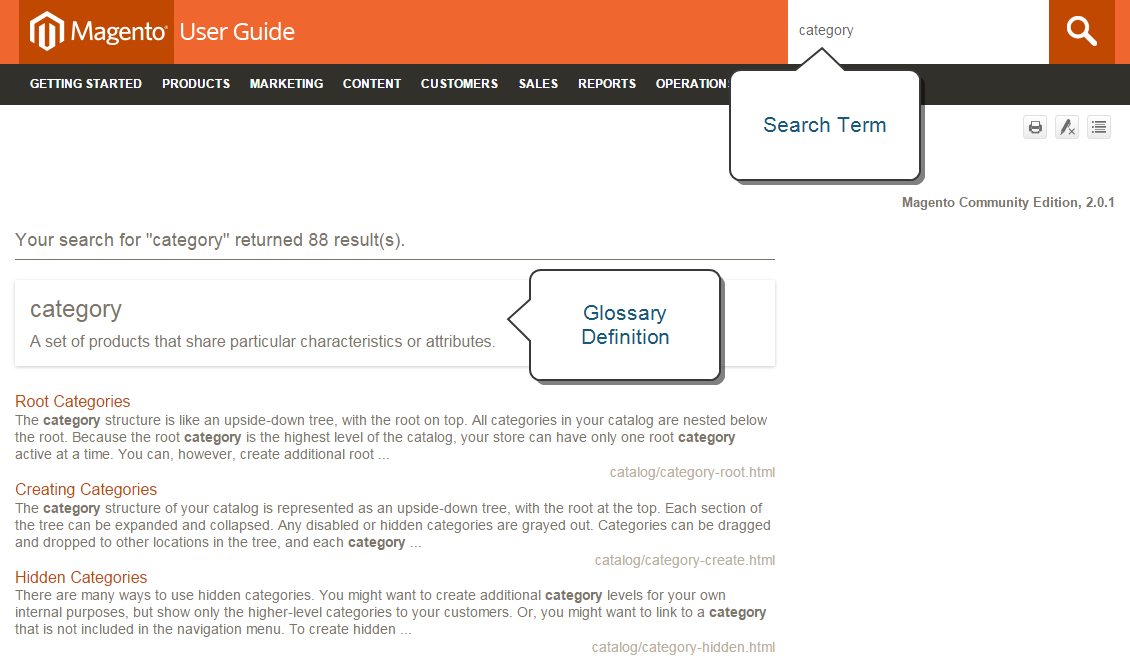 Magento® User Guide
category
GETTING STARTED PRODUCTS MARKETING CONTENT CUSTOMERS SALES REPORTS OPERATIONS
Search Term
Magento Community Edition, 2.0.1
Your search for "category" returned 88 result(s).
category
A set of products that share particular characteristics or attributes.
Glossary
Definition
Root Categories
The category structure is like an upside-down tree, with the root on top. All categories in your catalog are nested below
the root. Because the root category is the highest level of the catalog, your store can have only one root category
active at a time. You can, however, create additional root ...
catalog/category-root.html
Creating Categories
The category structure of your catalog is represented as an upside-down tree, with the root at the top. Each section of
the tree can be expanded and collapsed. Any disabled or hidden categories are grayed out. Categories can be dragged
and dropped to other locations in the tree, and each category ...
catalog/category-create.html
Hidden Categories
There are many ways to use hidden categories. You might want to create additional category levels for your own
internal purposes, but show only the higher-level categories to your customers. Or, you might want to link to a category
that is not included in the navigation menu. To create hidden ...
catalog/category-hidden.html